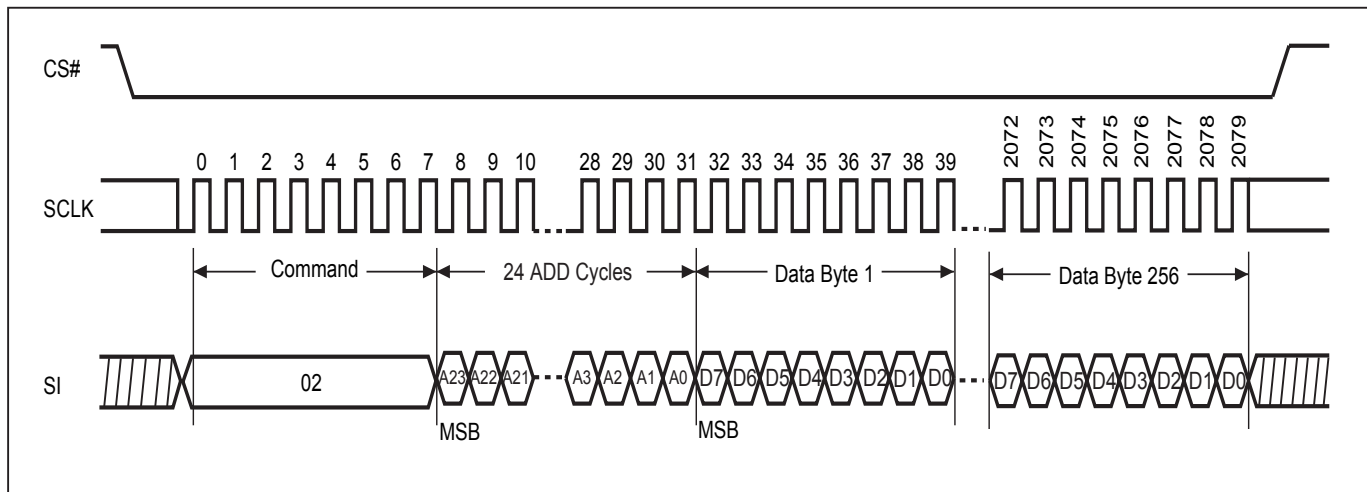 CS#
2072 2073 2074 2075 2076 2077 2078 2079
0 1 2 3 4 5 6 7 8 9 10 28 29 30 31 32 33 34 35 36 37 38 39
SCLK
Command 24 ADD Cycles Data Byte 1 Data Byte 256
SI 02 A23 A22 A21 A3 A2 A1 A0 D7 D6 D5 D4 D3 D2 D1 D0 D7 D6 D5 D4 D3 D2 D1 D0
MSB MSB